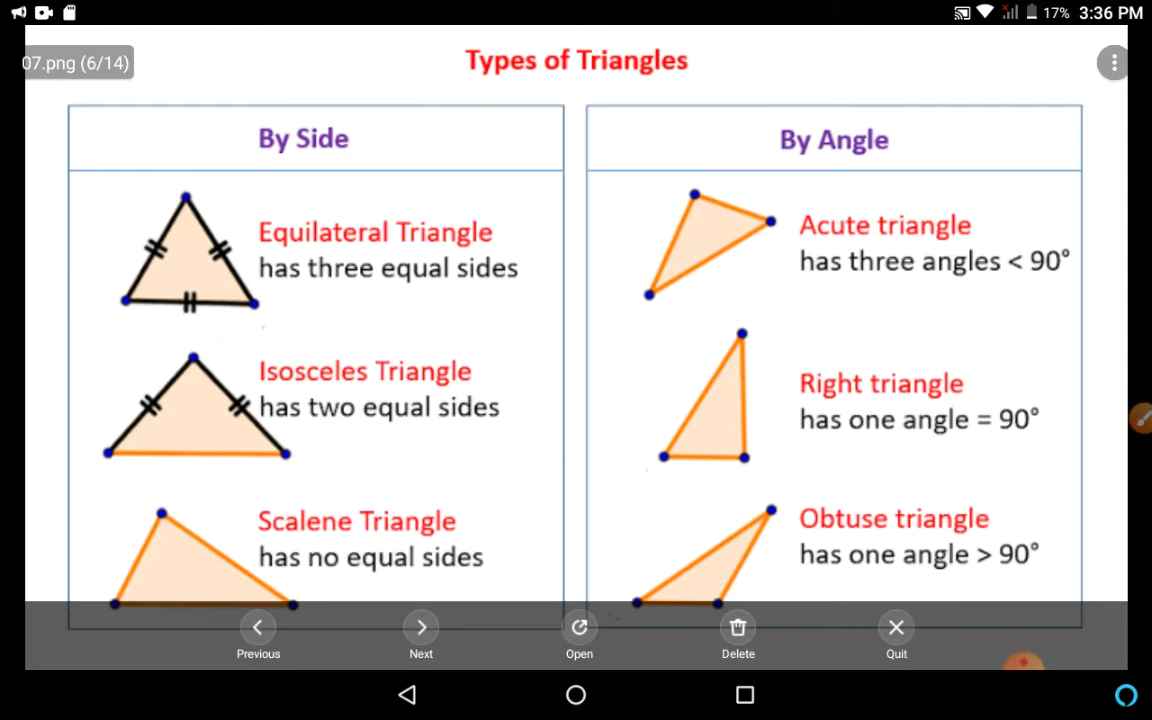 17% 3:36 PM
07.png (6/14)
Types of Triangles
By Side
Equilateral Triangle
has three equal sides
Isosceles Triangle
has two equal sides
Scalene Triangle
has no equal sides
By Angle
Acute triangle
has three angles < 90°
Right triangle
has one angle = 90°
Obtuse triangle
has one angle > 90°
Previous
Next
Open
Delete
Quit